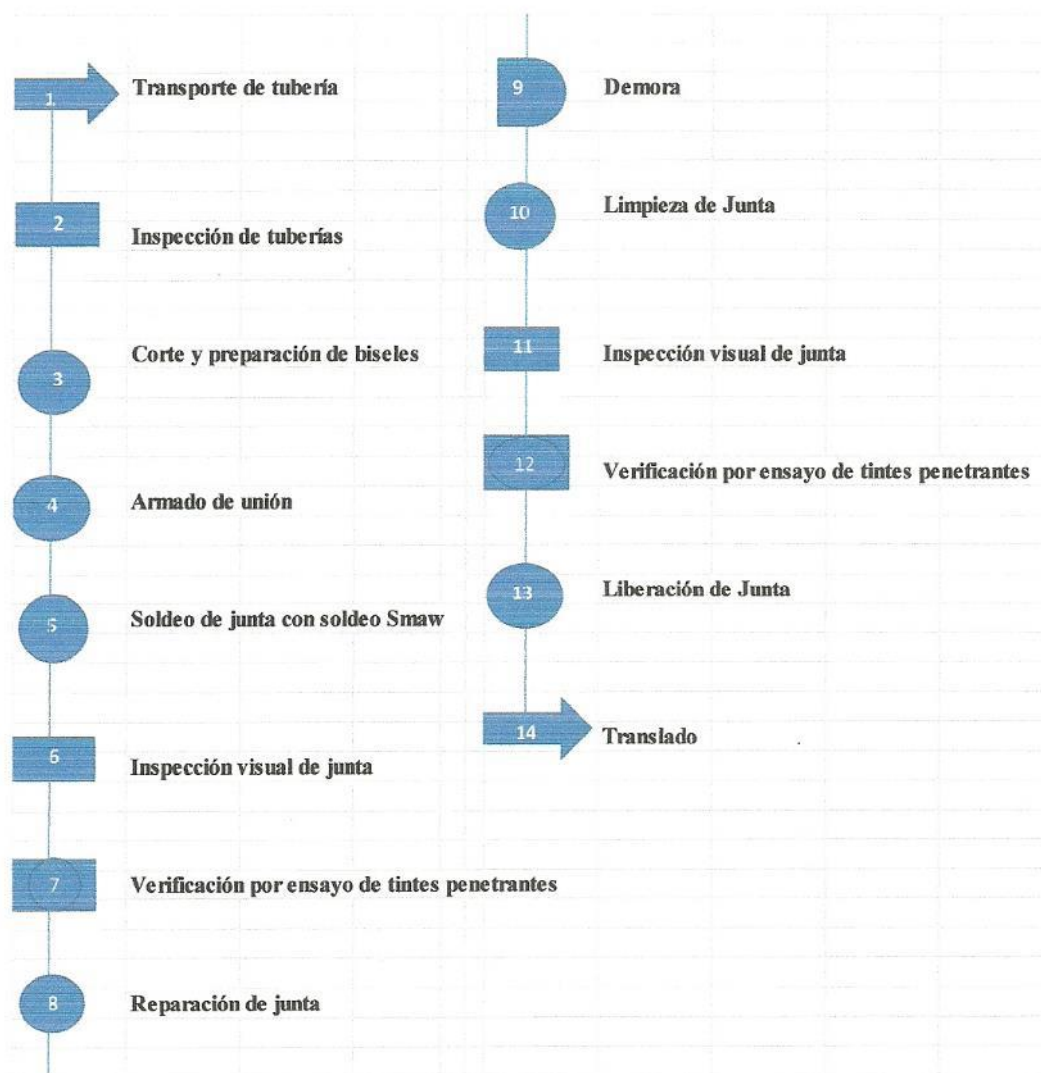 1 Transporte de tubería
2 Inspección de tuberías
3 Corte y preparación de biseles
4 Armado de unión
5 Soldeo de junta con soldeo Smaw
6 Inspección visual de junta
7 Verificación por ensayo de tintes penetrantes
8 Reparación de junta
9 Demora
10 Limpieza de Junta
11 Inspección visual de junta
12 Verificación por ensayo de tintes penetrantes
13 Liberación de Junta
14 Translado